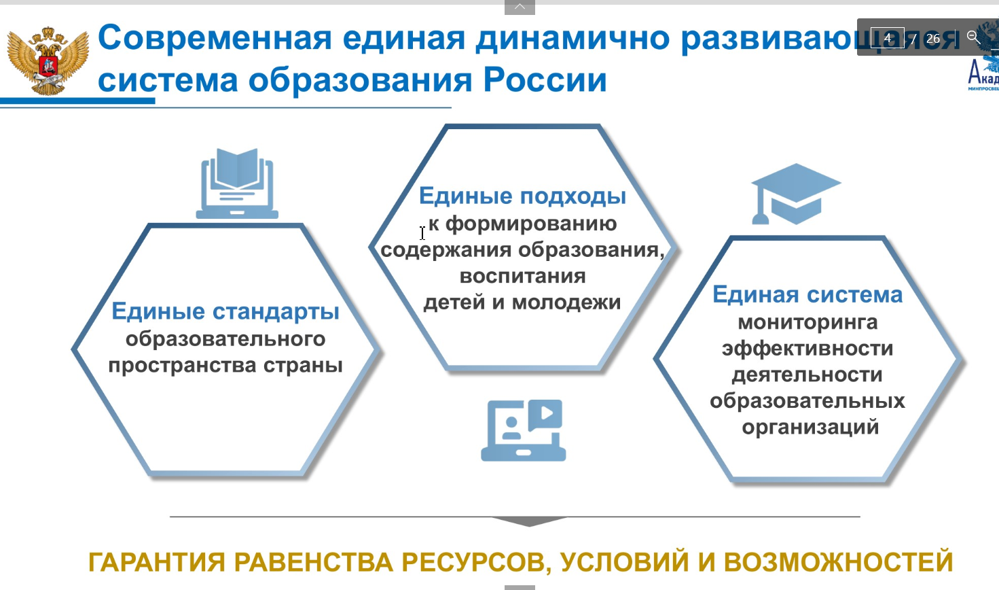 Современная единая динамично развивающаяся
система образования России
4 / 26
Единые подходы
к формированию
содержания образования,
воспитания
детей и молодежи
Единые стандарты
образовательного
пространства страны
Единая система
мониторинга
эффективности
деятельности
образовательных
организаций
ГАРАНТИЯ РАВЕНСТВА РЕСУРСОВ, УСЛОВИЙ И ВОЗМОЖНОСТЕЙ